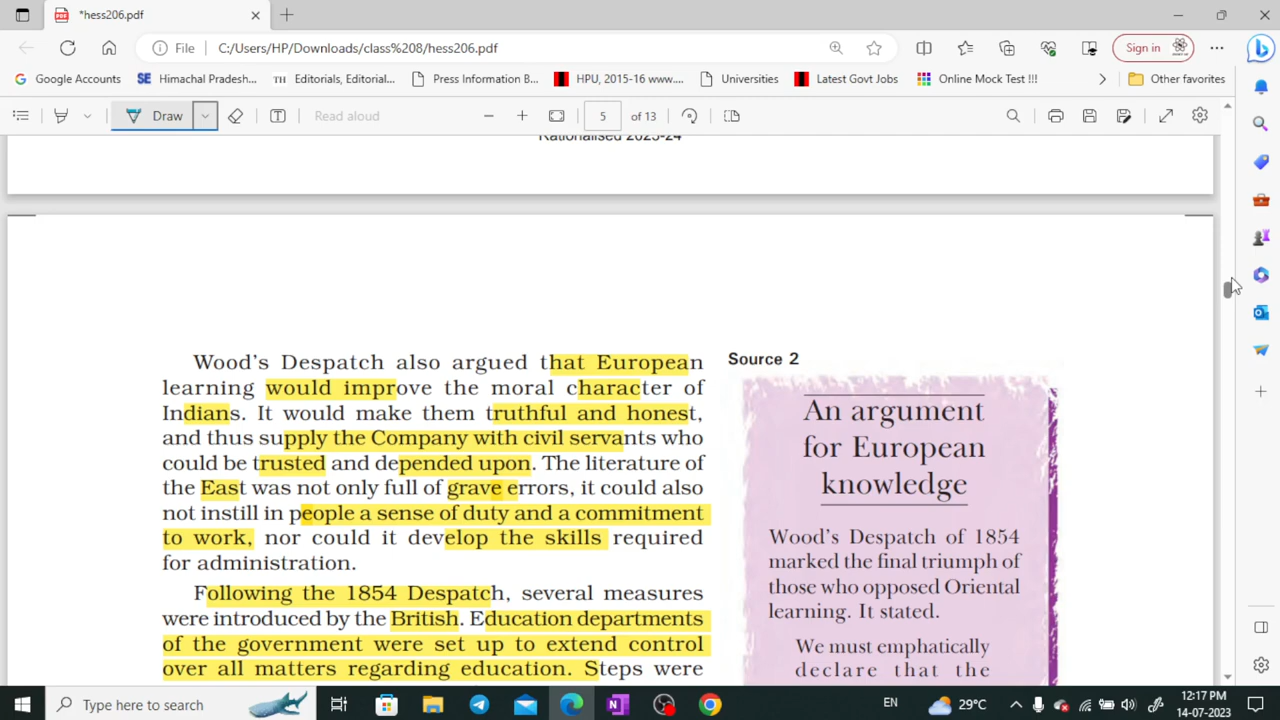 *hess206.pdf
File C:/Users/HP/Downloads/class%208/hess206.pdf
Sign in
Google Accounts
SE Himachal Pradesh...
TH Editorials, Editorial...
Press Information B...
HPU, 2015-16 www....
Universities
Latest Govt Jobs
Online Mock Test !!!
Other favorites
Draw
Read aloud
5 of 13
Rationalised 2023-24
Wood's Despatch also argued that European
learning would improve the moral character of
Indians. It would make them truthful and honest,
and thus supply the Company with civil servants who
could be trusted and depended upon. The literature of
the East was not only full of grave errors, it could also
not instill in people a sense of duty and a commitment
to work, nor could it develop the skills required
for administration.
Following the 1854 Despatch, several measures
were introduced by the British. Education departments
of the government were set up to extend control
over all matters regarding education. Steps were
Source 2
An argument
for European
knowledge
Wood's Despatch of 1854
marked the final triumph of
those who opposed Oriental
learning. It stated.
We must emphatically
declare that the
Type here to search
29°C
EN
12:17 PM
14-07-2023